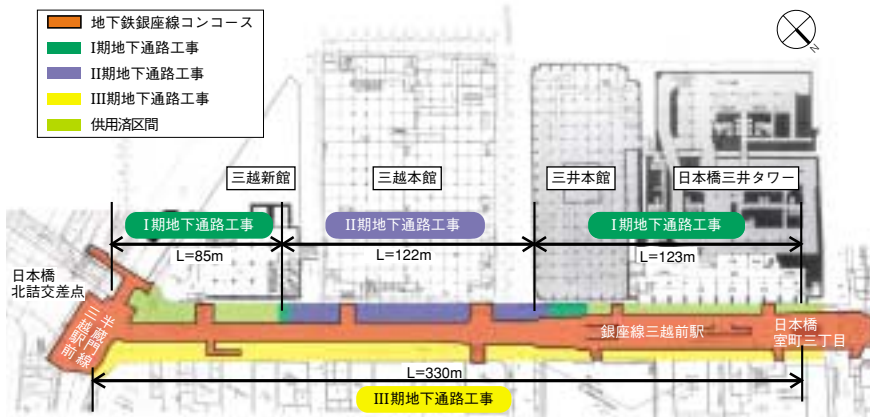 地下鉄銀座線コンコース
I期地下通路工事
II期地下通路工事
III期地下通路工事
供用済区間
N
三越新館
三越本館
三井本館
日本橋三井タワー
I期地下通路工事
II期地下通路工事
I期地下通路工事
L=85m
L=122m
L=123m
日本橋
北詰交差点
半蔵門線
三越駅前
銀座線三越前駅
日本橋
室町三丁目
L=330m
III期地下通路工事